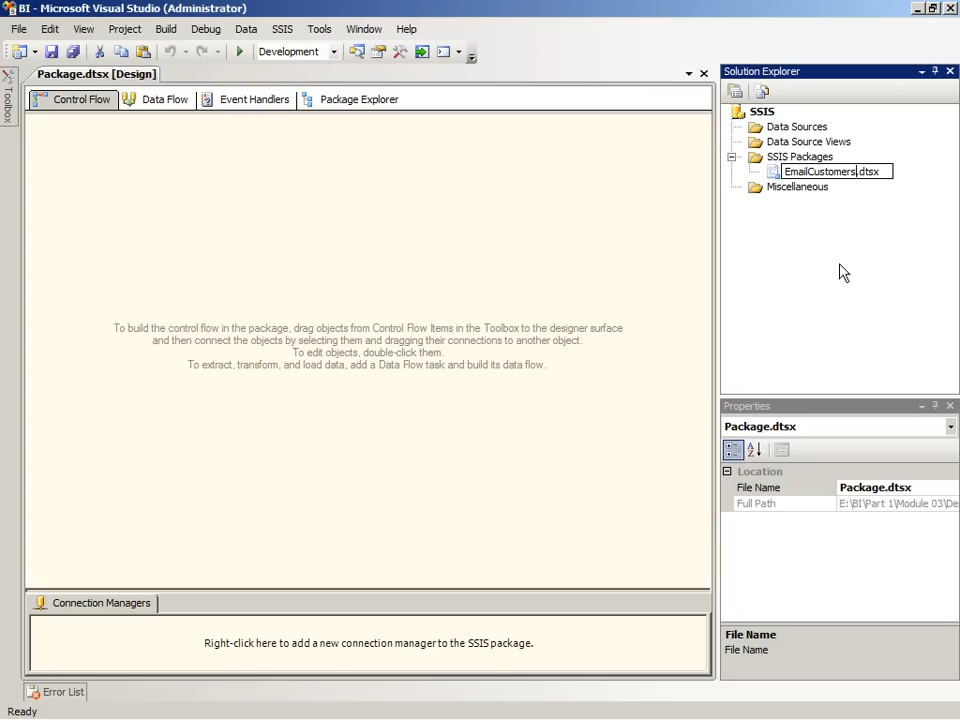 BI - Microsoft Visual Studio (Administrator)
File Edit View Project Build Debug Data SSIS Tools Window Help
Development
Toolbox
Package.dtsx [Design]
Control Flow Data Flow Event Handlers Package Explorer
To build the control flow in the package, drag objects from Control Flow Items in the Toolbox to the designer surface
and then connect the objects by selecting them and dragging their connections to another object.
To edit objects, double-click them.
To extract, transform, and load data, add a Data Flow task and build its data flow.
Connection Managers
Right-click here to add a new connection manager to the SSIS package.
Solution Explorer
SSIS
Data Sources
Data Source Views
SSIS Packages
EmailCustomers.dtsx
Miscellaneous
Properties
Package.dtsx
Location
File Name Package.dtsx
Full Path E:\BI\Part 1\Module 03\De
File Name
File Name
Error List
Ready